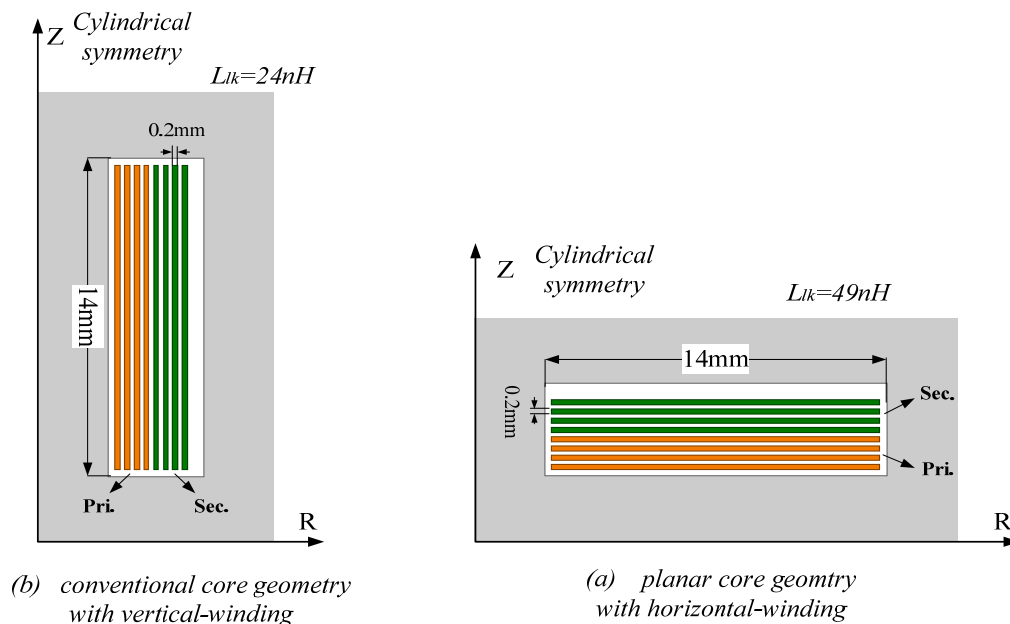 Z Cylindrical
symmetry
Llk=24nH
0.2mm
14mm
Pri. Sec.
R
(b) conventional core geometry
with vertical-winding
Z Cylindrical
symmetry
Llk=49nH
14mm
0.2mm
Sec.
Pri.
R
(a) planar core geomtry
with horizontal-winding